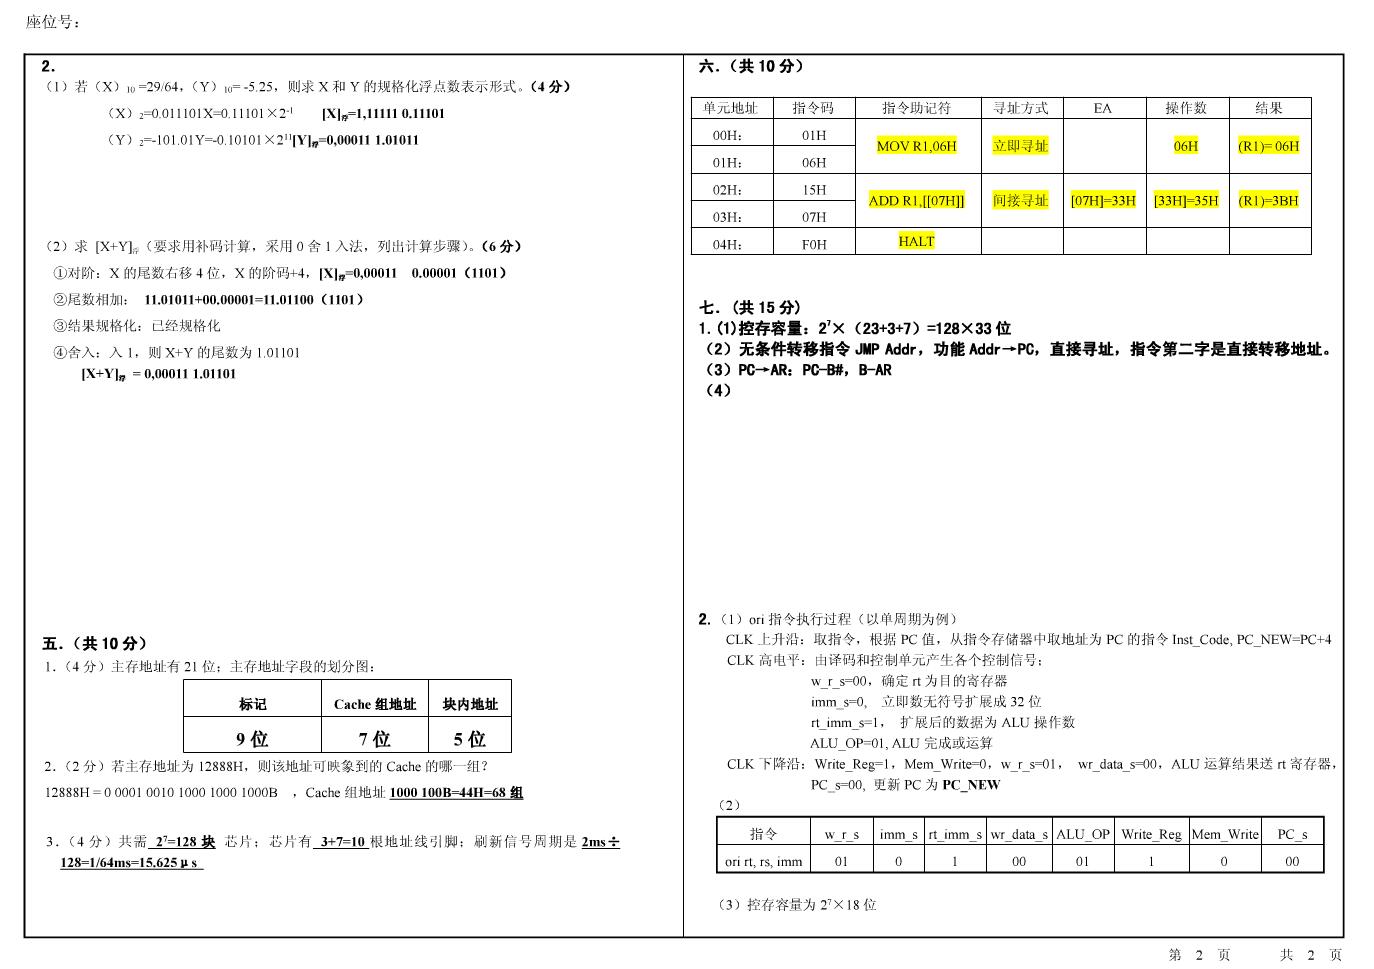 座位号：
2.
（1）若（X）10 =29/64，（Y）10= -5.25，则求 X 和 Y 的规格化浮点数表示形式。（4 分）
（X）2=0.011101X=0.11101×2-1 [X]浮=1,11111 0.11101
（Y）2=-101.01Y=-0.10101×211[Y]浮=0,00011 1.01011
（2）求 [X+Y]浮（要求用补码计算，采用 0 舍 1 入法，列出计算步骤）。（6 分）
①对阶：X 的尾数右移 4 位，X 的阶码+4，[X]浮=0,00011 0.00001（1101）
②尾数相加： 11.01011+00.00001=11.01100（1101）
③结果规格化：已经规格化
④舍入：入 1，则 X+Y 的尾数为 1.01101
[X+Y]浮 = 0,00011 1.01101
五．（共 10 分）
1．（4 分）主存地址有 21 位；主存地址字段的划分图：
标记 Cache 组地址 块内地址
9 位 7 位 5 位
2．（2 分）若主存地址为 12888H，则该地址可映象到的 Cache 的哪一组？
12888H = 0 0001 0010 1000 1000 1000B ，Cache 组地址 1000 100B=44H=68 组
3．（4 分）共需 27=128 块 芯片；芯片有 3+7=10 根地址线引脚；刷新信号周期是 2ms÷
128=1/64ms=15.625μs
六．（共 10 分）
单元地址 指令码 指令助记符 寻址方式 EA 操作数 结果
00H： 01H MOV R1,06H 立即寻址 06H (R1)= 06H
01H： 06H
02H： 15H ADD R1,[[07H]] 间接寻址 [07H]=33H [33H]=35H (R1)=3BH
03H： 07H
04H： F0H HALT
七．(共 15 分)
1. (1)控存容量：27×（23+3+7）=128×33 位
（2）无条件转移指令 JMP Addr，功能 Addr→PC，直接寻址，指令第二字是直接转移地址。
（3）PC→AR：PC-B#，B-AR
（4）
2.（1）ori 指令执行过程（以单周期为例）
CLK 上升沿：取指令，根据 PC 值，从指令存储器中取地址为 PC 的指令 Inst_Code, PC_NEW=PC+4
CLK 高电平：由译码和控制单元产生各个控制信号；
w_r_s=00，确定 rt 为目的寄存器
imm_s=0, 立即数无符号扩展成 32 位
rt_imm_s=1， 扩展后的数据为 ALU 操作数
ALU_OP=01, ALU 完成或运算
CLK 下降沿：Write_Reg=1，Mem_Write=0，w_r_s=01， wr_data_s=00，ALU 运算结果送 rt 寄存器，
PC_s=00, 更新 PC 为 PC_NEW
（2）
指令 w_r_s imm_s rt_imm_s wr_data_s ALU_OP Write_Reg Mem_Write PC_s
ori rt, rs, imm 01 0 1 00 01 1 0 00
（3）控存容量为 27×18 位
第 2 页 共 2 页